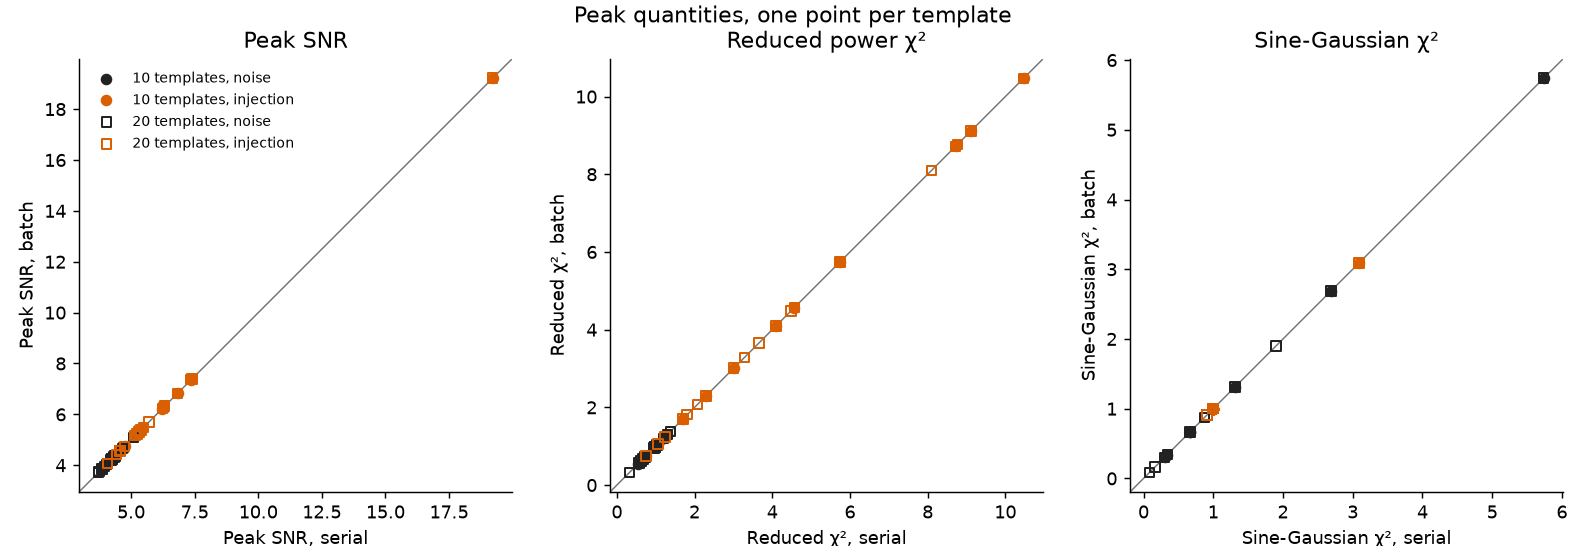 Peak quantities, one point per template
Peak SNR
10 templates, noise
10 templates, injection
20 templates, noise
20 templates, injection
18
16
14
12
10
8
6
4
5.0 7.5 10.0 12.5 15.0 17.5
Peak SNR, serial
Peak SNR, batch
Reduced power χ²
10
8
6
4
2
0
0 2 4 6 8 10
Reduced χ², serial
Reduced χ², batch
Sine-Gaussian χ²
6
5
4
3
2
1
0
0 1 2 3 4 5 6
Sine-Gaussian χ², serial
Sine-Gaussian χ², batch